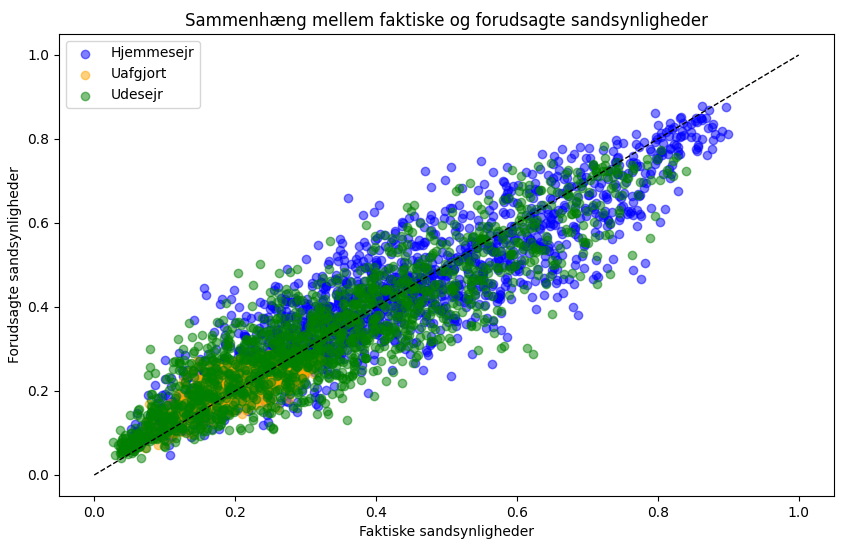 Sammenhæng mellem faktiske og forudsagte sandsynligheder
Hjemmesejr
Uafgjort
Udesejr
Forudsagte sandsynligheder
1.0
0.8
0.6
0.4
0.2
0.0
0.0 0.2 0.4 0.6 0.8 1.0
Faktiske sandsynligheder